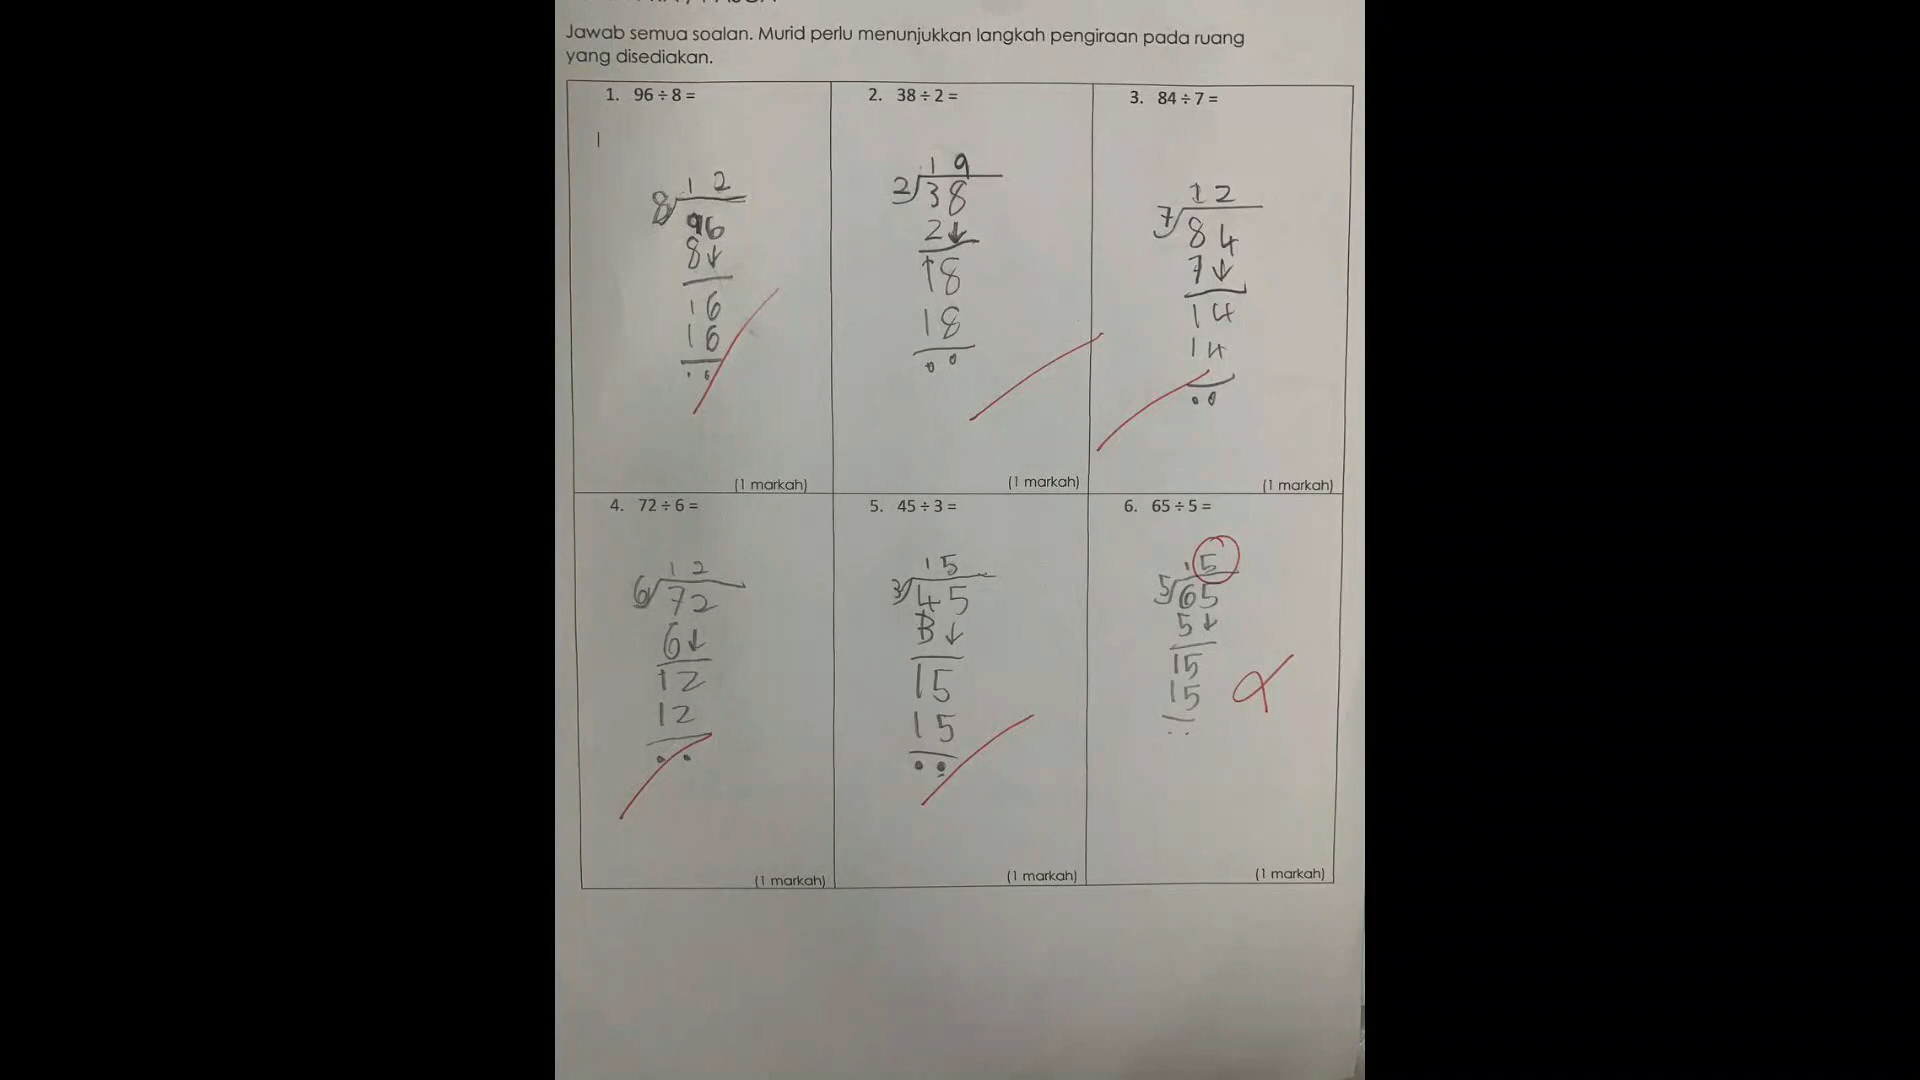 Jawab semua soalan. Murid perlu menunjukkan langkah pengiraan pada ruang
yang disediakan.
1. 96 ÷ 8 =
12
8 96
8↓
16
16
(1 markah)
2. 38 ÷ 2 =
19
2 38
2↓
18
18
00
(1 markah)
3. 84 ÷ 7 =
12
7 84
7↓
14
14
(1 markah)
4. 72 ÷ 6 =
12
6 72
6↓
12
12
(1 markah)
5. 45 ÷ 3 =
15
3 45
3↓
15
15
(1 markah)
6. 65 ÷ 5 =
15
5 65
5↓
15
15
(1 markah)